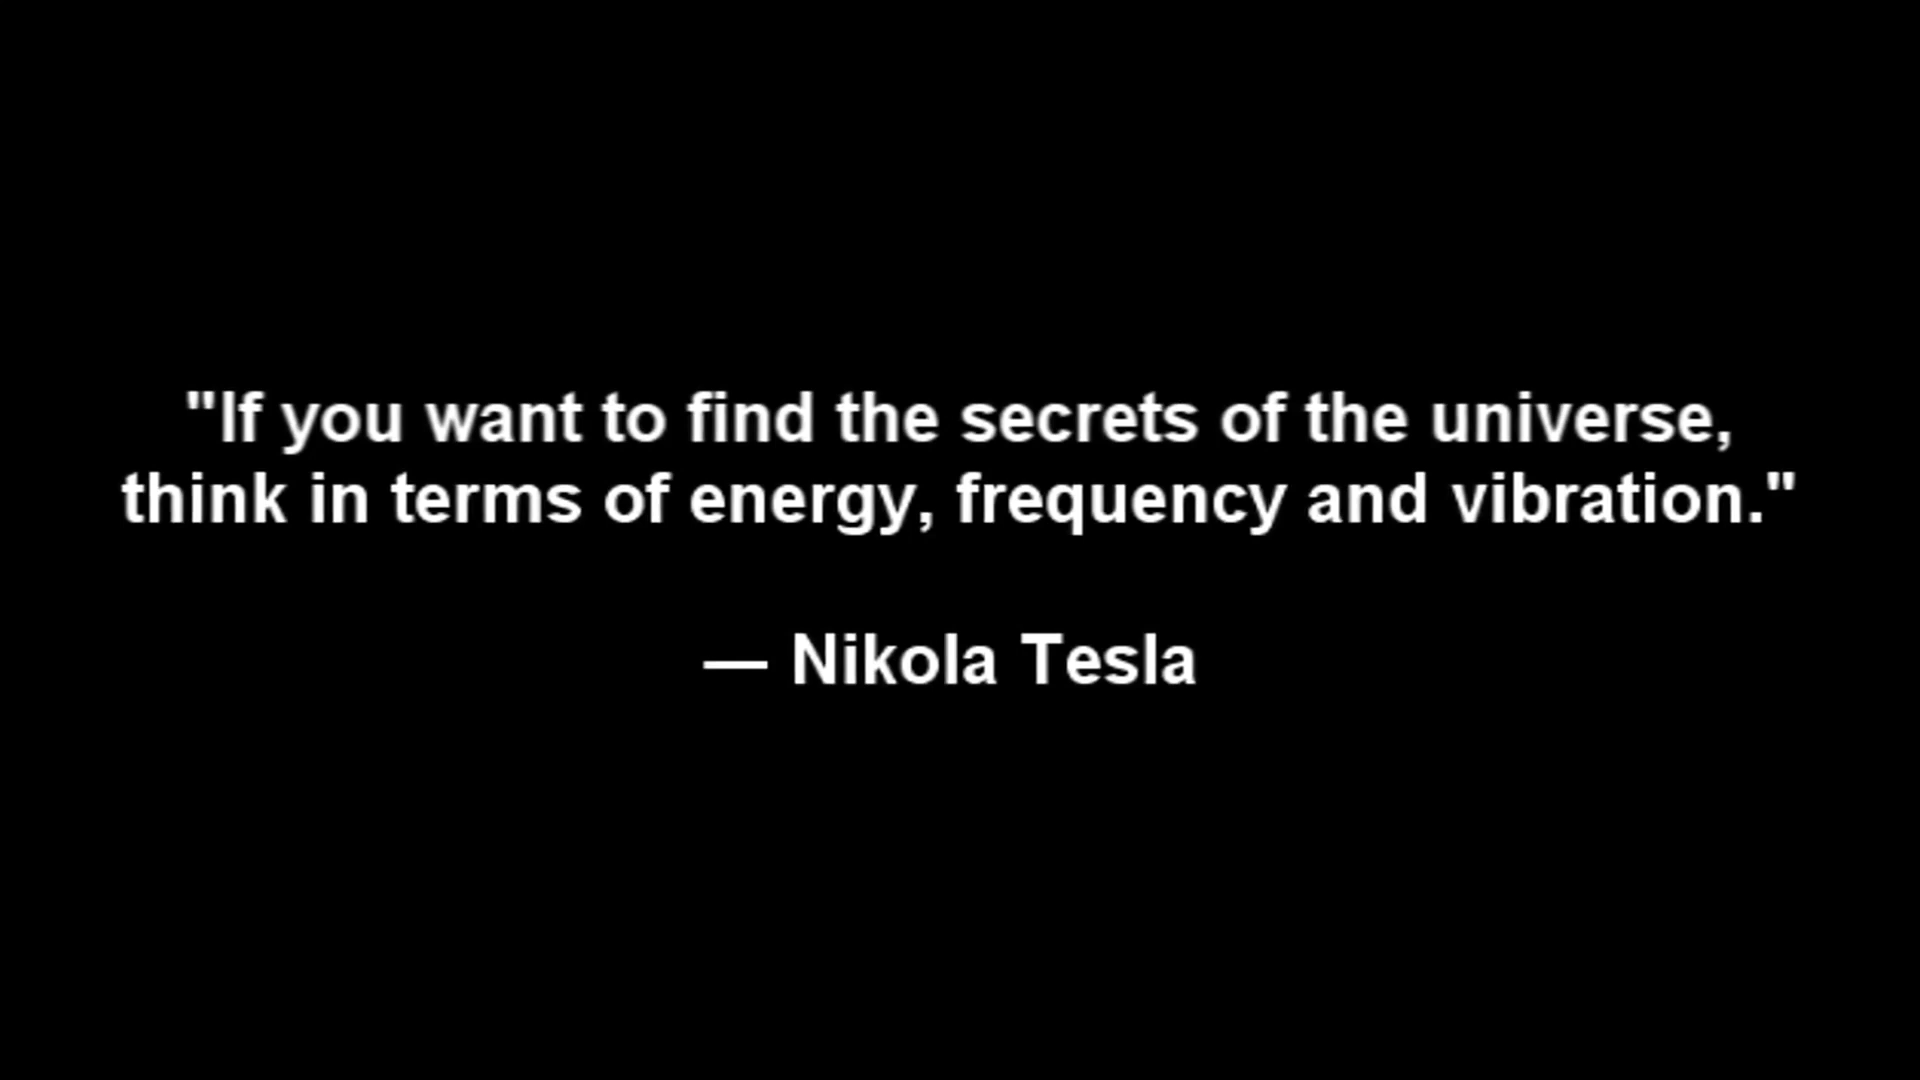 "If you want to find the secrets of the universe,
think in terms of energy, frequency and vibration."
— Nikola Tesla